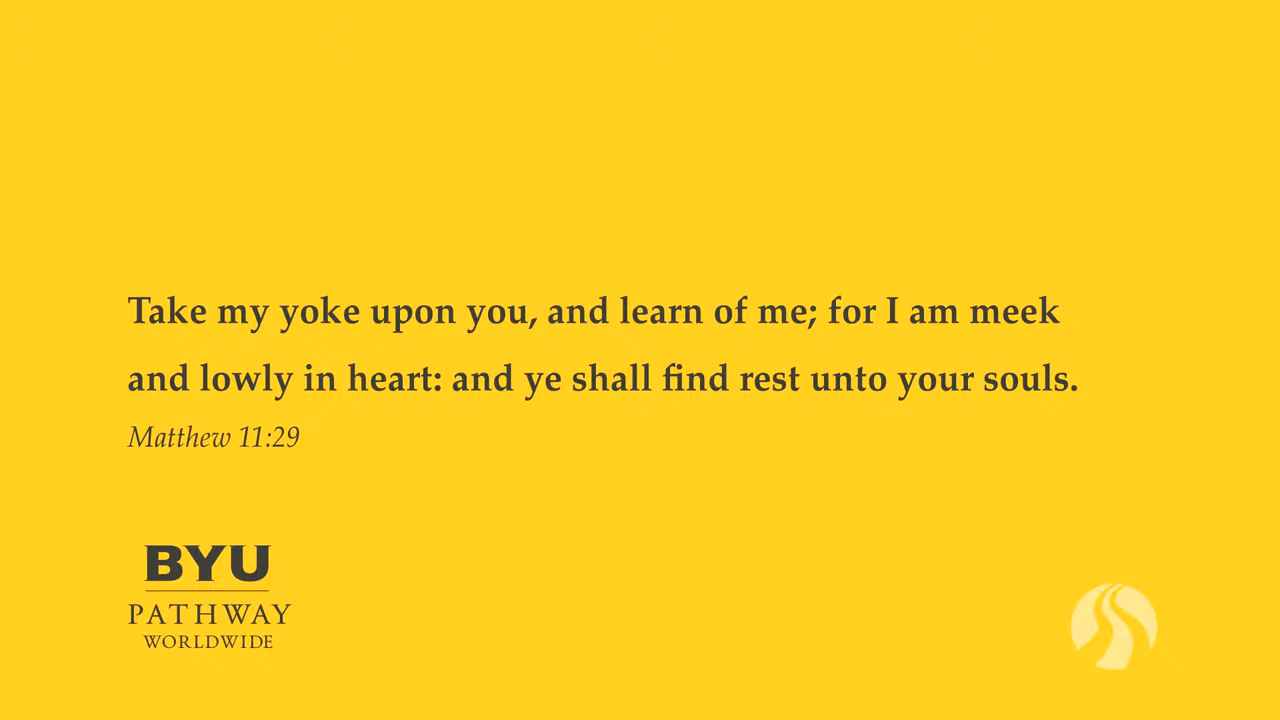 Take my yoke upon you, and learn of me; for I am meek
and lowly in heart: and ye shall find rest unto your souls.
Matthew 11:29
BYU
PATHWAY
WORLDWIDE